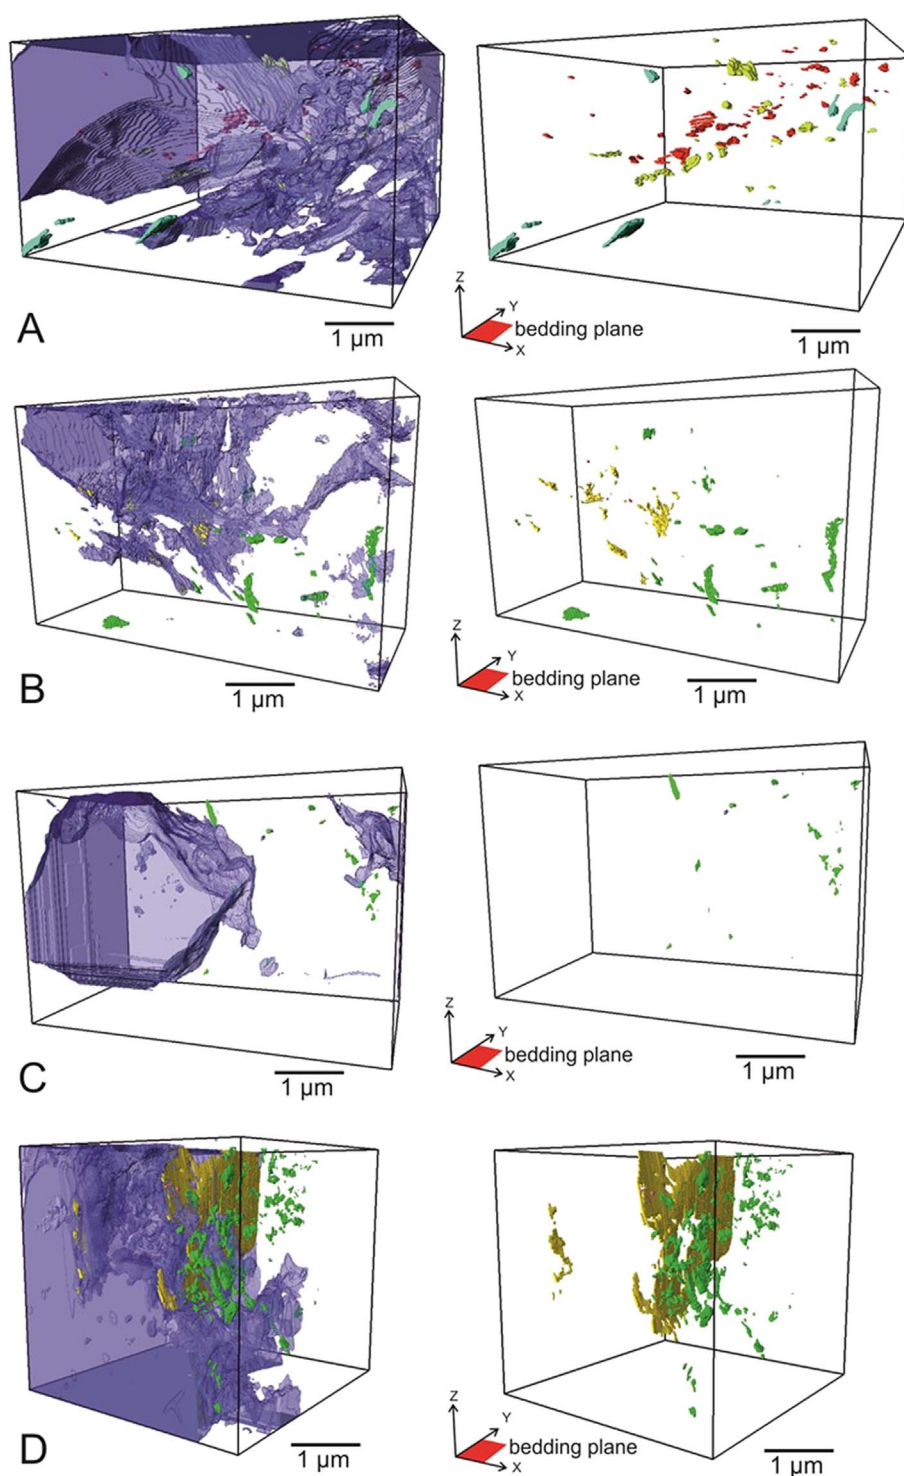 Z
Y
bedding plane
X
A
1 µm
1 µm
Z
Y
bedding plane
X
B
1 µm
1 µm
Z
Y
bedding plane
X
C
1 µm
1 µm
Z
Y
bedding plane
X
D
1 µm
1 µm